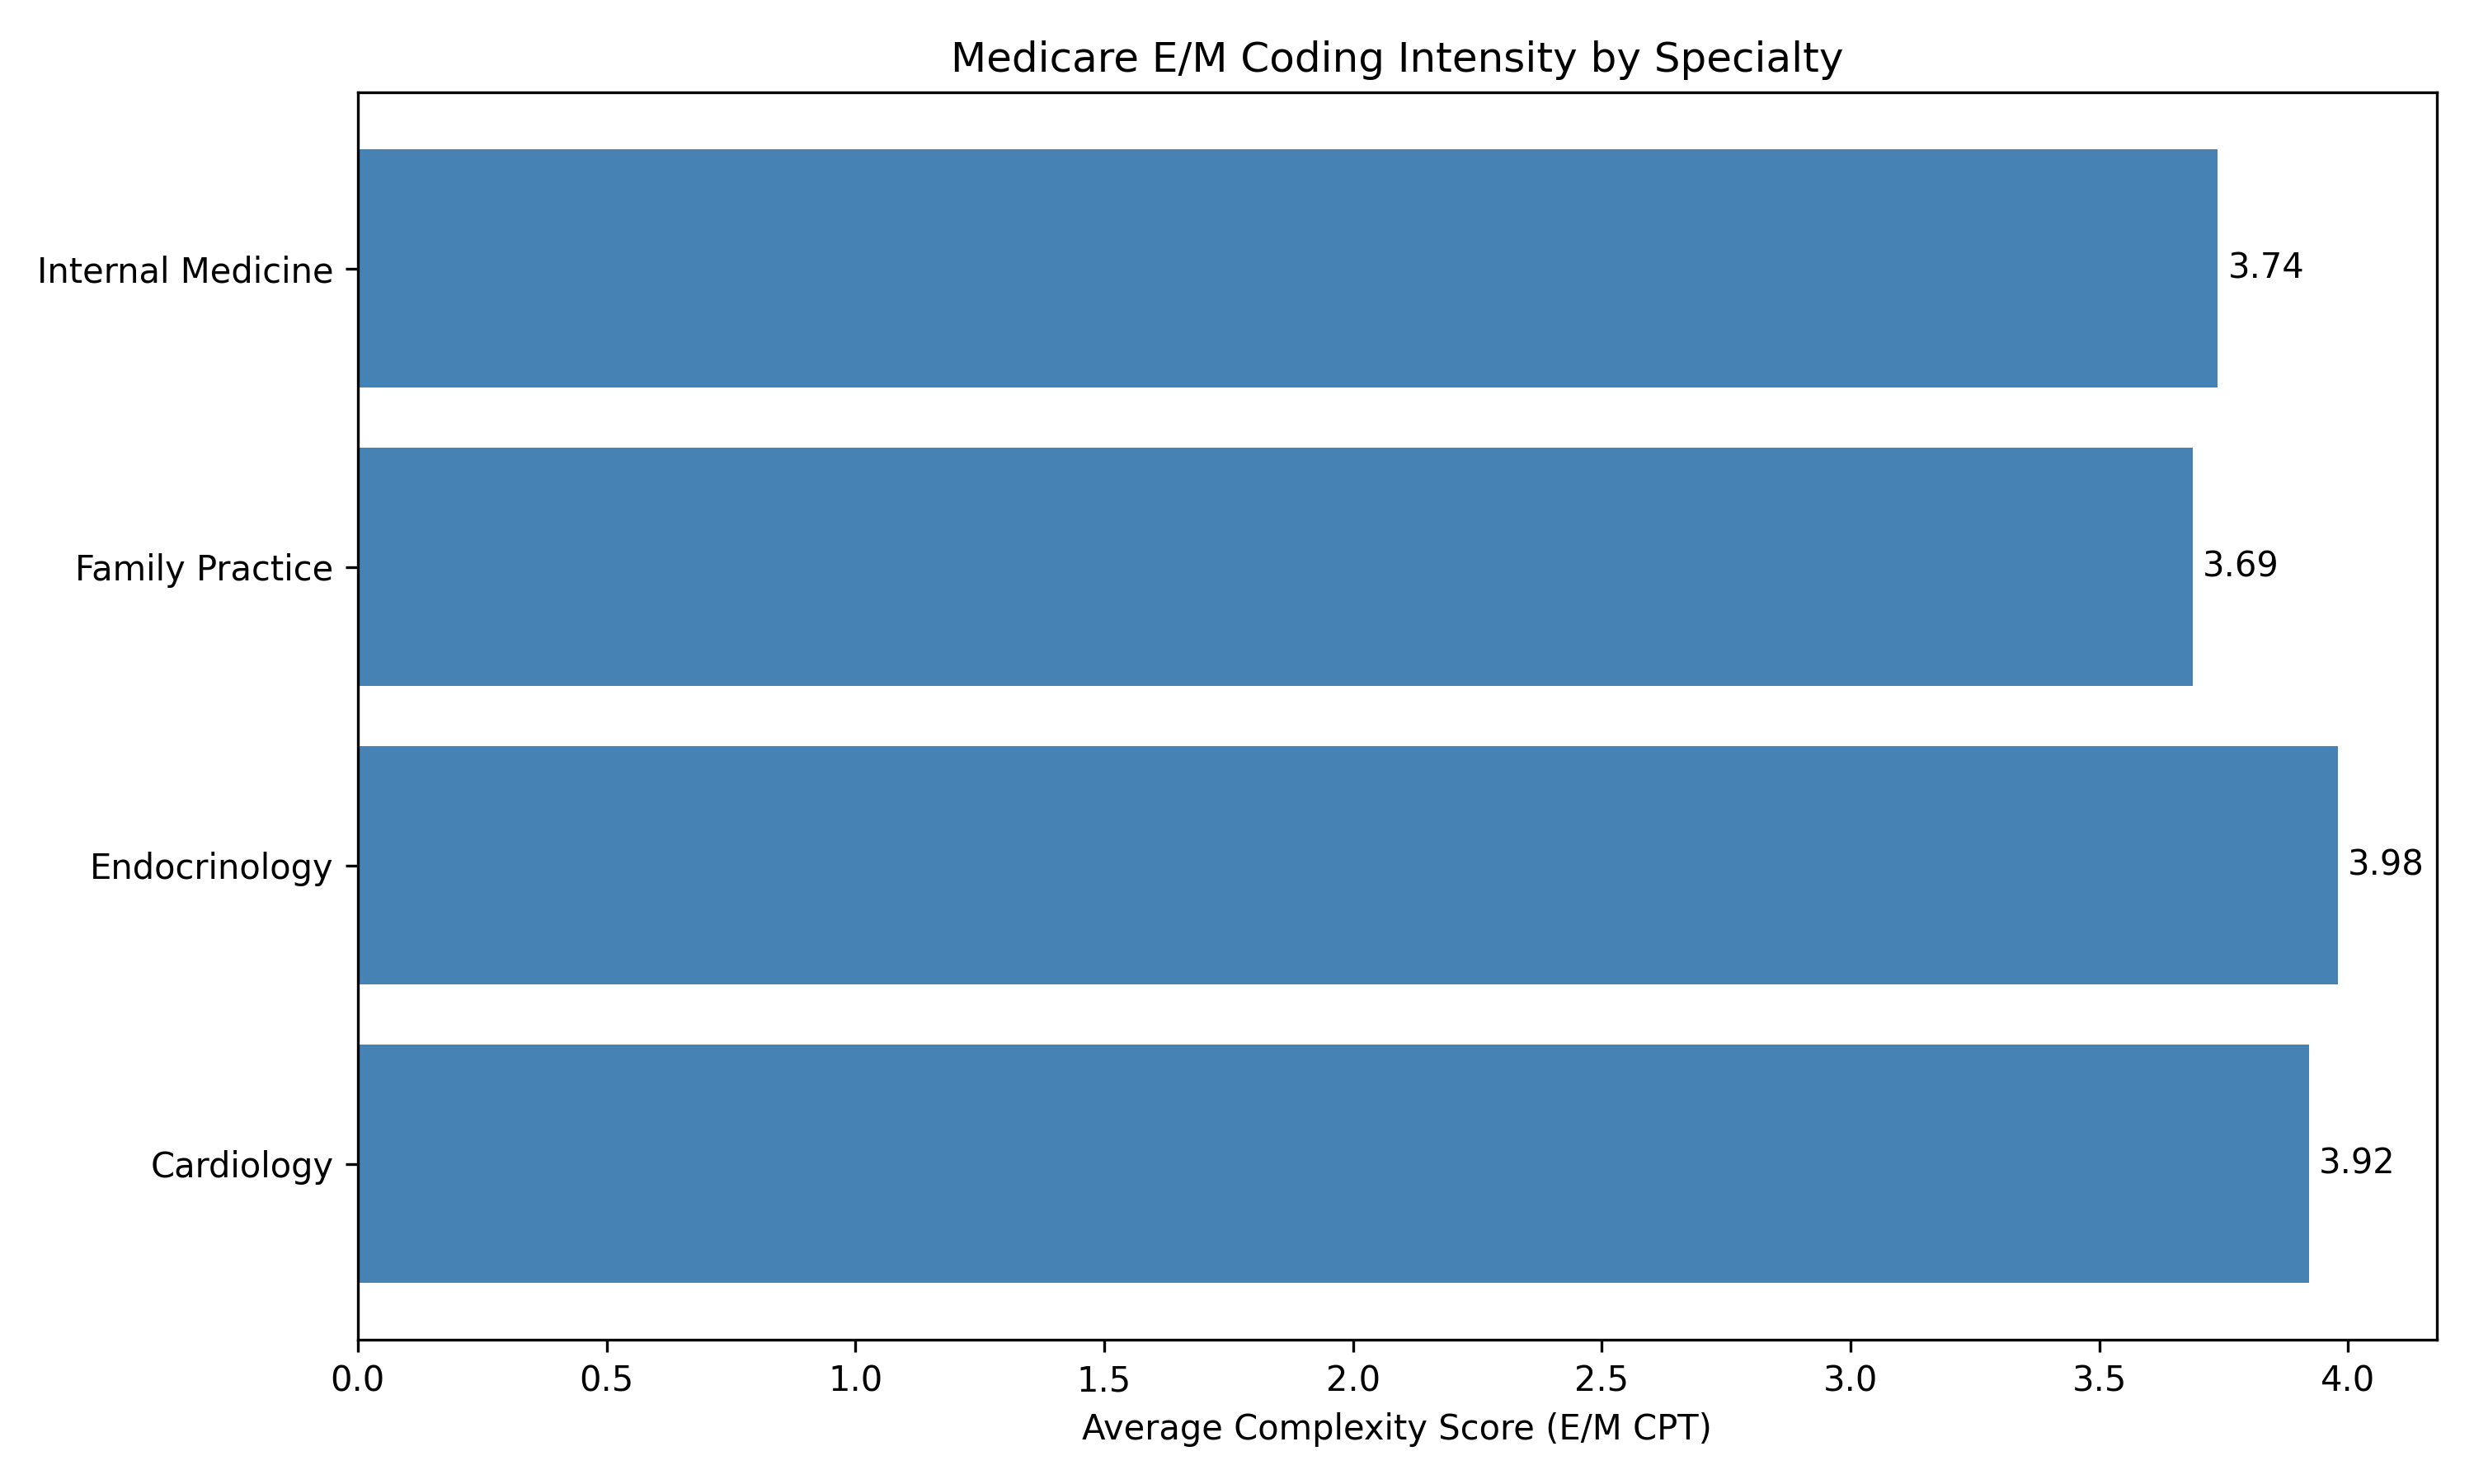 Medicare E/M Coding Intensity by Specialty
Internal Medicine
3.74
Family Practice
3.69
Endocrinology
3.98
Cardiology
3.92
0.0 0.5 1.0 1.5 2.0 2.5 3.0 3.5 4.0
Average Complexity Score (E/M CPT)